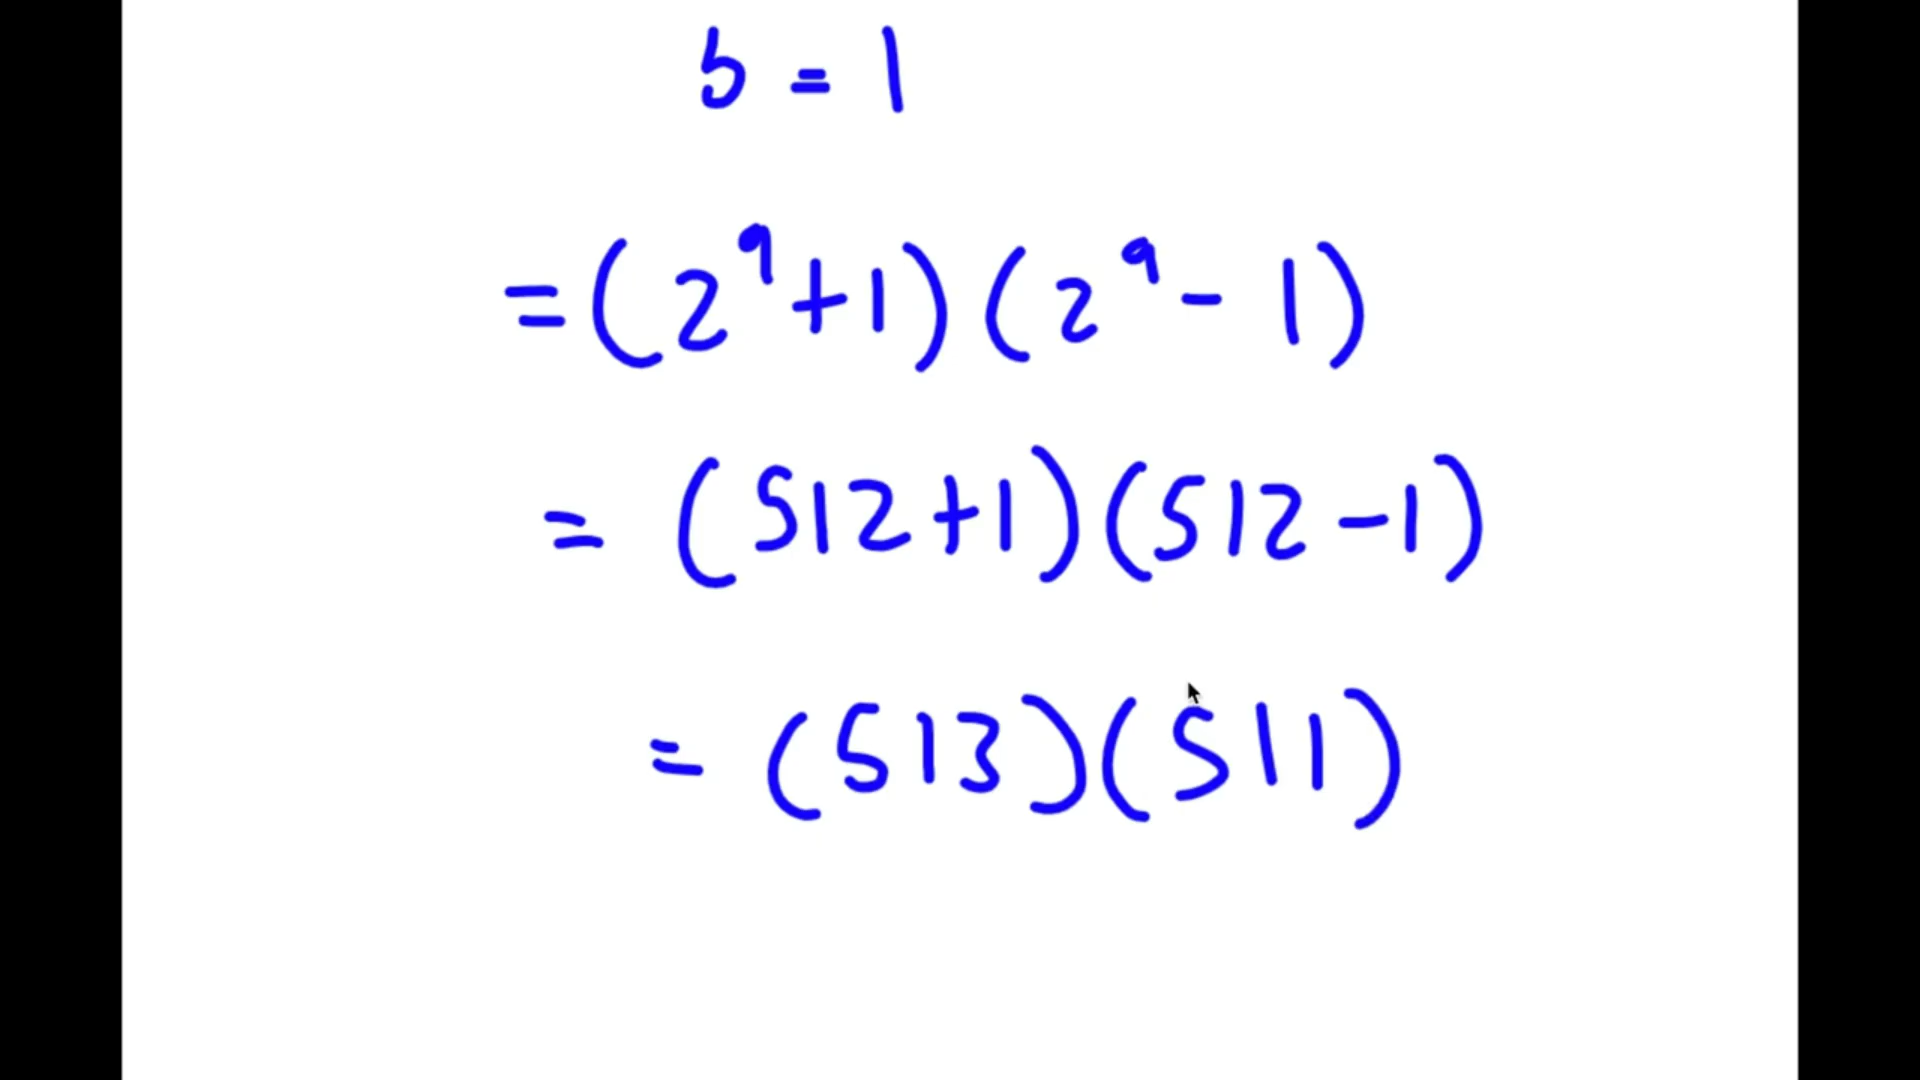 b = 1
= (2⁹+1)(2⁹-1)
= (512+1)(512-1)
= (513)(511)